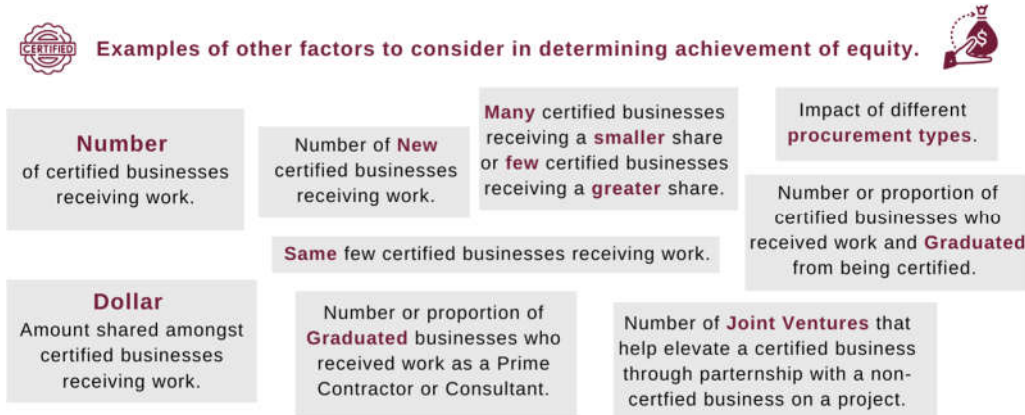 CERTIFIED
Examples of other factors to consider in determining achievement of equity.
$
Number
of certified businesses
receiving work.
Number of New
certified businesses
receiving work.
Many certified businesses
receiving a smaller share
or few certified businesses
receiving a greater share.
Impact of different
procurement types.
Same few certified businesses receiving work.
Number or proportion of
certified businesses who
received work and Graduated
from being certified.
Dollar
Amount shared amongst
certified businesses
receiving work.
Number or proportion of
Graduated businesses who
received work as a Prime
Contractor or Consultant.
Number of Joint Ventures that
help elevate a certified business
through parternship with a non-
certfied business on a project.